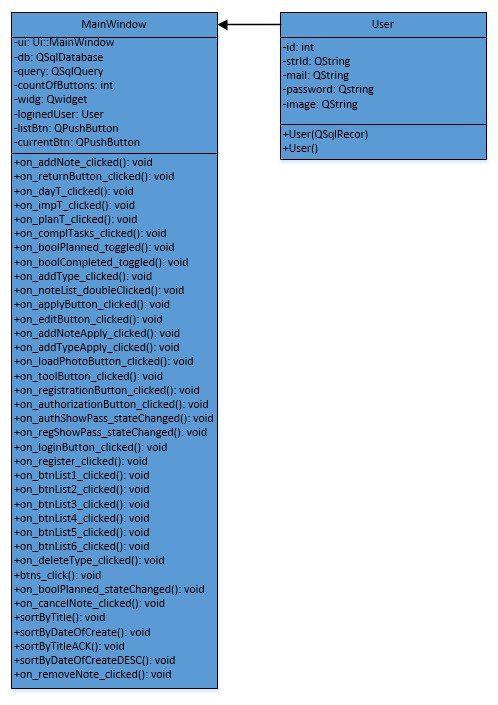 MainWindow
-ui: Ui::MainWindow
-db: QSqlDatabase
-query: QSqlQuery
-countOfButtons: int
-widg: Qwidget
-loginedUser: User
-listBtn: QPushButton
-currentBtn: QPushButton
+on_addNote_clicked(): void
+on_returnButton_clicked(): void
+on_dayT_clicked(): void
+on_impT_clicked(): void
+on_planT_clicked(): void
+on_complTasks_clicked(): void
+on_boolPlanned_toggled(): void
+on_boolCompleted_toggled(): void
+on_addType_clicked(): void
+on_noteList_doubleClicked(): void
+on_applyButton_clicked(): void
+on_editButton_clicked(): void
+on_addNoteApply_clicked(): void
+on_addTypeApply_clicked(): void
+on_loadPhotoButton_clicked(): void
+on_toolButton_clicked(): void
+on_registrationButton_clicked(): void
+on_authorizationButton_clicked(): void
+on_authShowPass_stateChanged(): void
+on_regShowPass_stateChanged(): void
+on_loginButton_clicked(): void
+on_register_clicked(): void
+on_btnList1_clicked(): void
+on_btnList2_clicked(): void
+on_btnList3_clicked(): void
+on_btnList4_clicked(): void
+on_btnList5_clicked(): void
+on_btnList6_clicked(): void
+on_deleteType_clicked(): void
+btns_click(): void
+on_boolPlanned_stateChanged(): void
+on_cancelNote_clicked(): void
+sortByTitle(): void
+sortByDateOfCreate(): void
+sortByTitleACK(): void
+sortByDateOfCreateDESC(): void
+on_removeNote_clicked(): void
User
-id: int
-strId: QString
-mail: QString
-password: Qstring
-image: QString
+User(QSqlRecor)
+User()